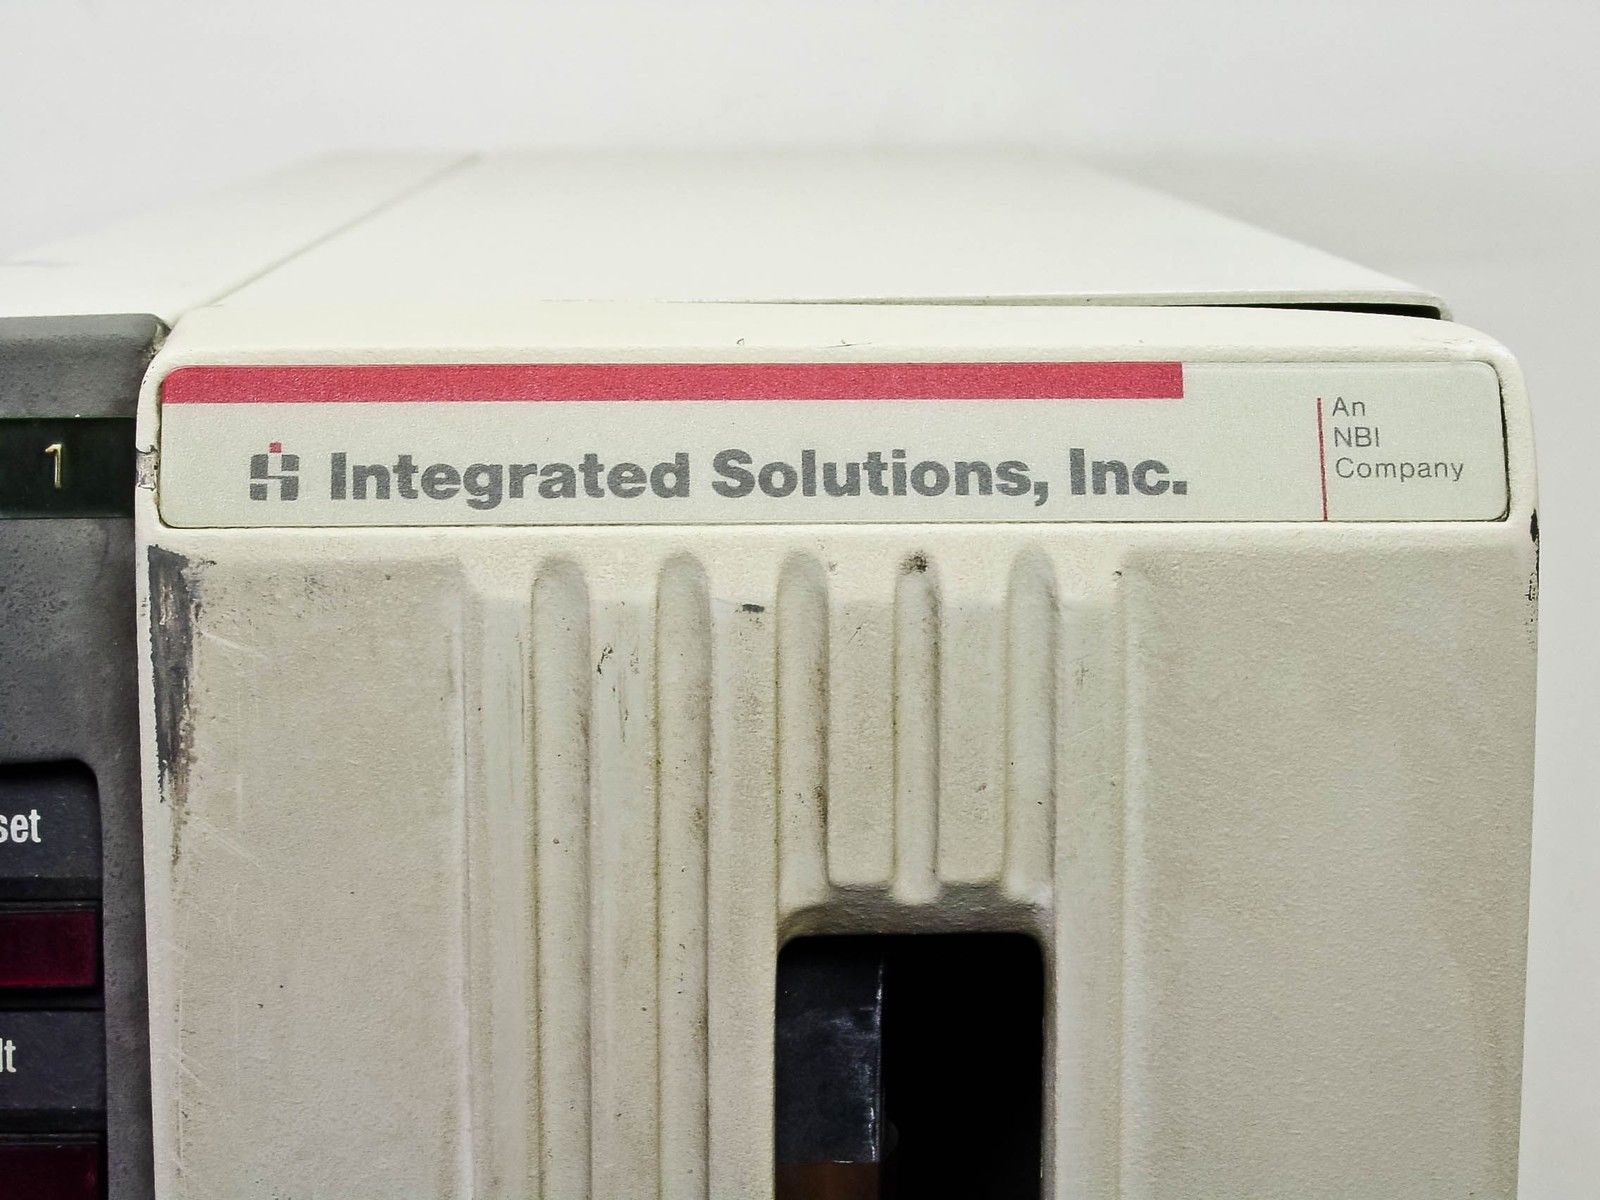 Integrated Solutions, Inc.
An
NBI
Company
1
set
lt